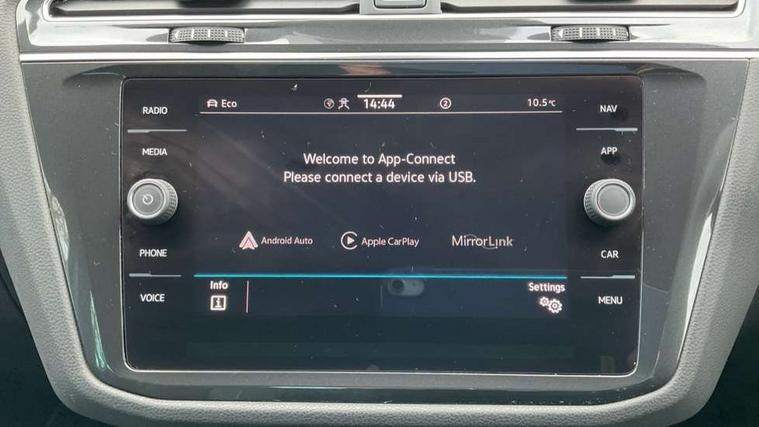 RADIO
MEDIA
PHONE
VOICE
Eco
14:44
2
10.5°C
Welcome to App-Connect
Please connect a device via USB.
Android Auto
Apple CarPlay
MirrorLink
Info
i
Settings
NAV
APP
CAR
MENU